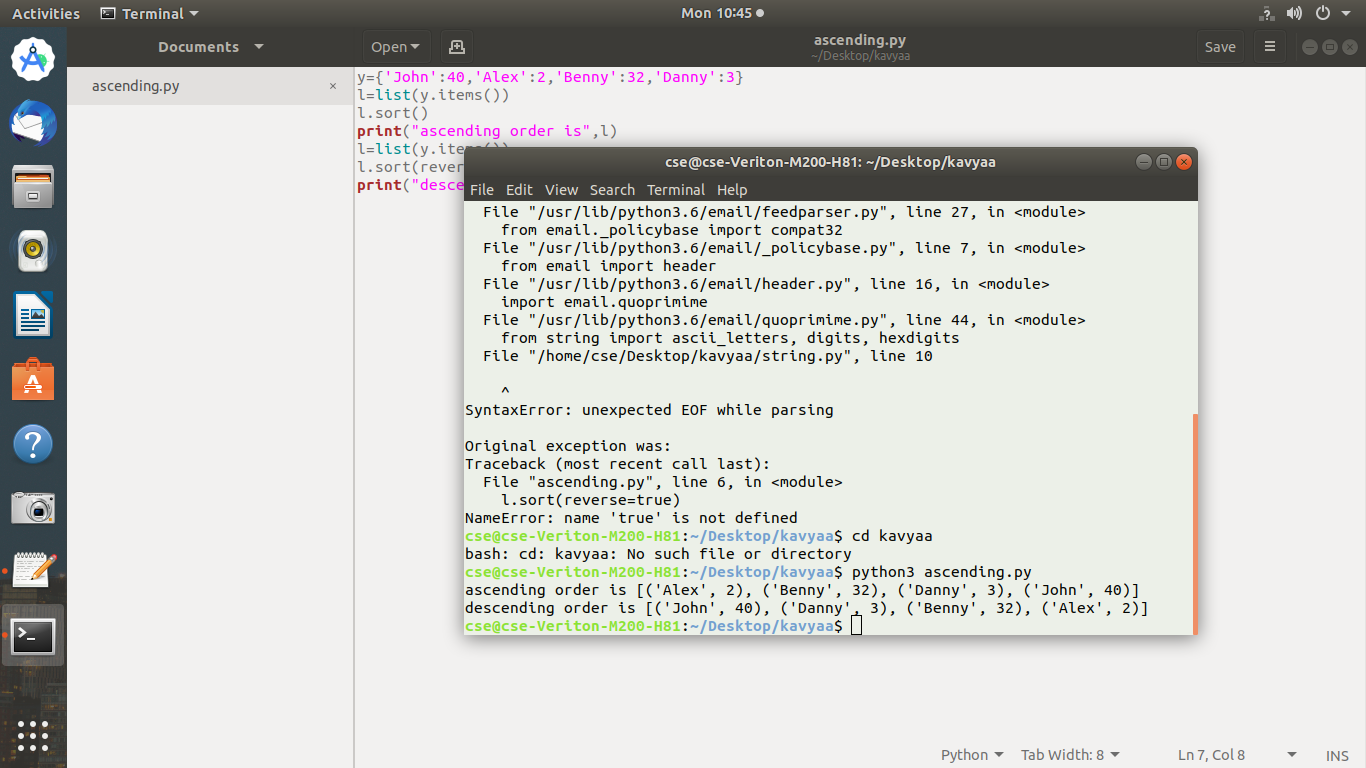 Activities Terminal Mon 10:45
Documents Open ascending.py Save
~/Desktop/kavyaa
ascending.py ×
y={'John':40,'Alex':2,'Benny':32,'Danny':3}
l=list(y.items())
l.sort()
print("ascending order is",l)
l=list(y.items())
l.sort(rever
print("desce
cse@cse-Veriton-M200-H81: ~/Desktop/kavyaa
File Edit View Search Terminal Help
  File "/usr/lib/python3.6/email/feedparser.py", line 27, in <module>
    from email._policybase import compat32
  File "/usr/lib/python3.6/email/_policybase.py", line 7, in <module>
    from email import header
  File "/usr/lib/python3.6/email/header.py", line 16, in <module>
    import email.quoprimime
  File "/usr/lib/python3.6/email/quoprimime.py", line 44, in <module>
    from string import ascii_letters, digits, hexdigits
  File "/home/cse/Desktop/kavyaa/string.py", line 10
    ^
SyntaxError: unexpected EOF while parsing
Original exception was:
Traceback (most recent call last):
  File "ascending.py", line 6, in <module>
    l.sort(reverse=true)
NameError: name 'true' is not defined
cse@cse-Veriton-M200-H81:~/Desktop/kavyaa$ cd kavyaa
bash: cd: kavyaa: No such file or directory
cse@cse-Veriton-M200-H81:~/Desktop/kavyaa$ python3 ascending.py
ascending order is [('Alex', 2), ('Benny', 32), ('Danny', 3), ('John', 40)]
descending order is [('John', 40), ('Danny', 3), ('Benny', 32), ('Alex', 2)]
cse@cse-Veriton-M200-H81:~/Desktop/kavyaa$
Python Tab Width: 8 Ln 7, Col 8 INS